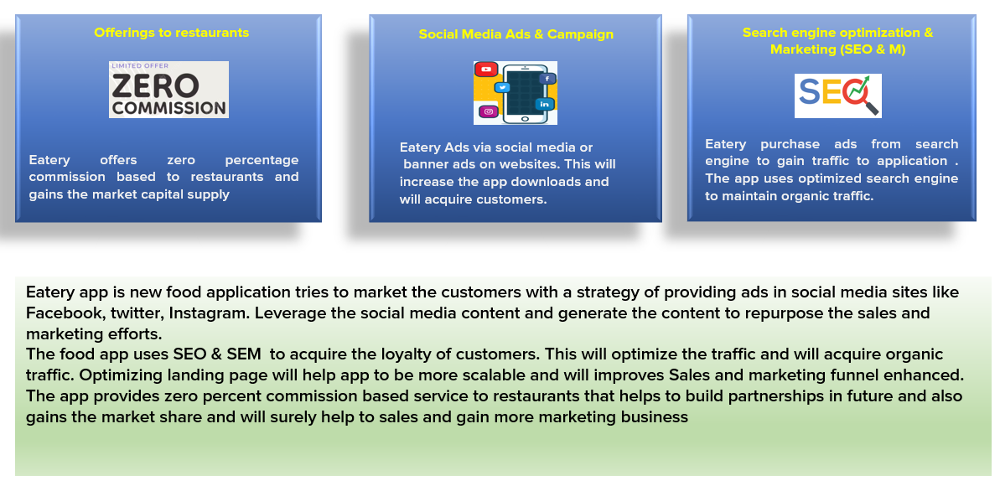 Offerings to restaurants
LIMITED OFFER
ZERO
COMMISSION
Eatery offers zero percentage
commission based to restaurants and
gains the market capital supply
Social Media Ads & Campaign
f
in
Eatery Ads via social media or
banner ads on websites. This will
increase the app downloads and
will acquire customers.
Search engine optimization &
Marketing (SEO & M)
SEO
Eatery purchase ads from search
engine to gain traffic to application .
The app uses optimized search engine
to maintain organic traffic.
Eatery app is new food application tries to market the customers with a strategy of providing ads in social media sites like
Facebook, twitter, Instagram. Leverage the social media content and generate the content to repurpose the sales and
marketing efforts.
The food app uses SEO & SEM  to acquire the loyalty of customers. This will optimize the traffic and will acquire organic
traffic. Optimizing landing page will help app to be more scalable and will improves Sales and marketing funnel enhanced.
The app provides zero percent commission based service to restaurants that helps to build partnerships in future and also
gains the market share and will surely help to sales and gain more marketing business